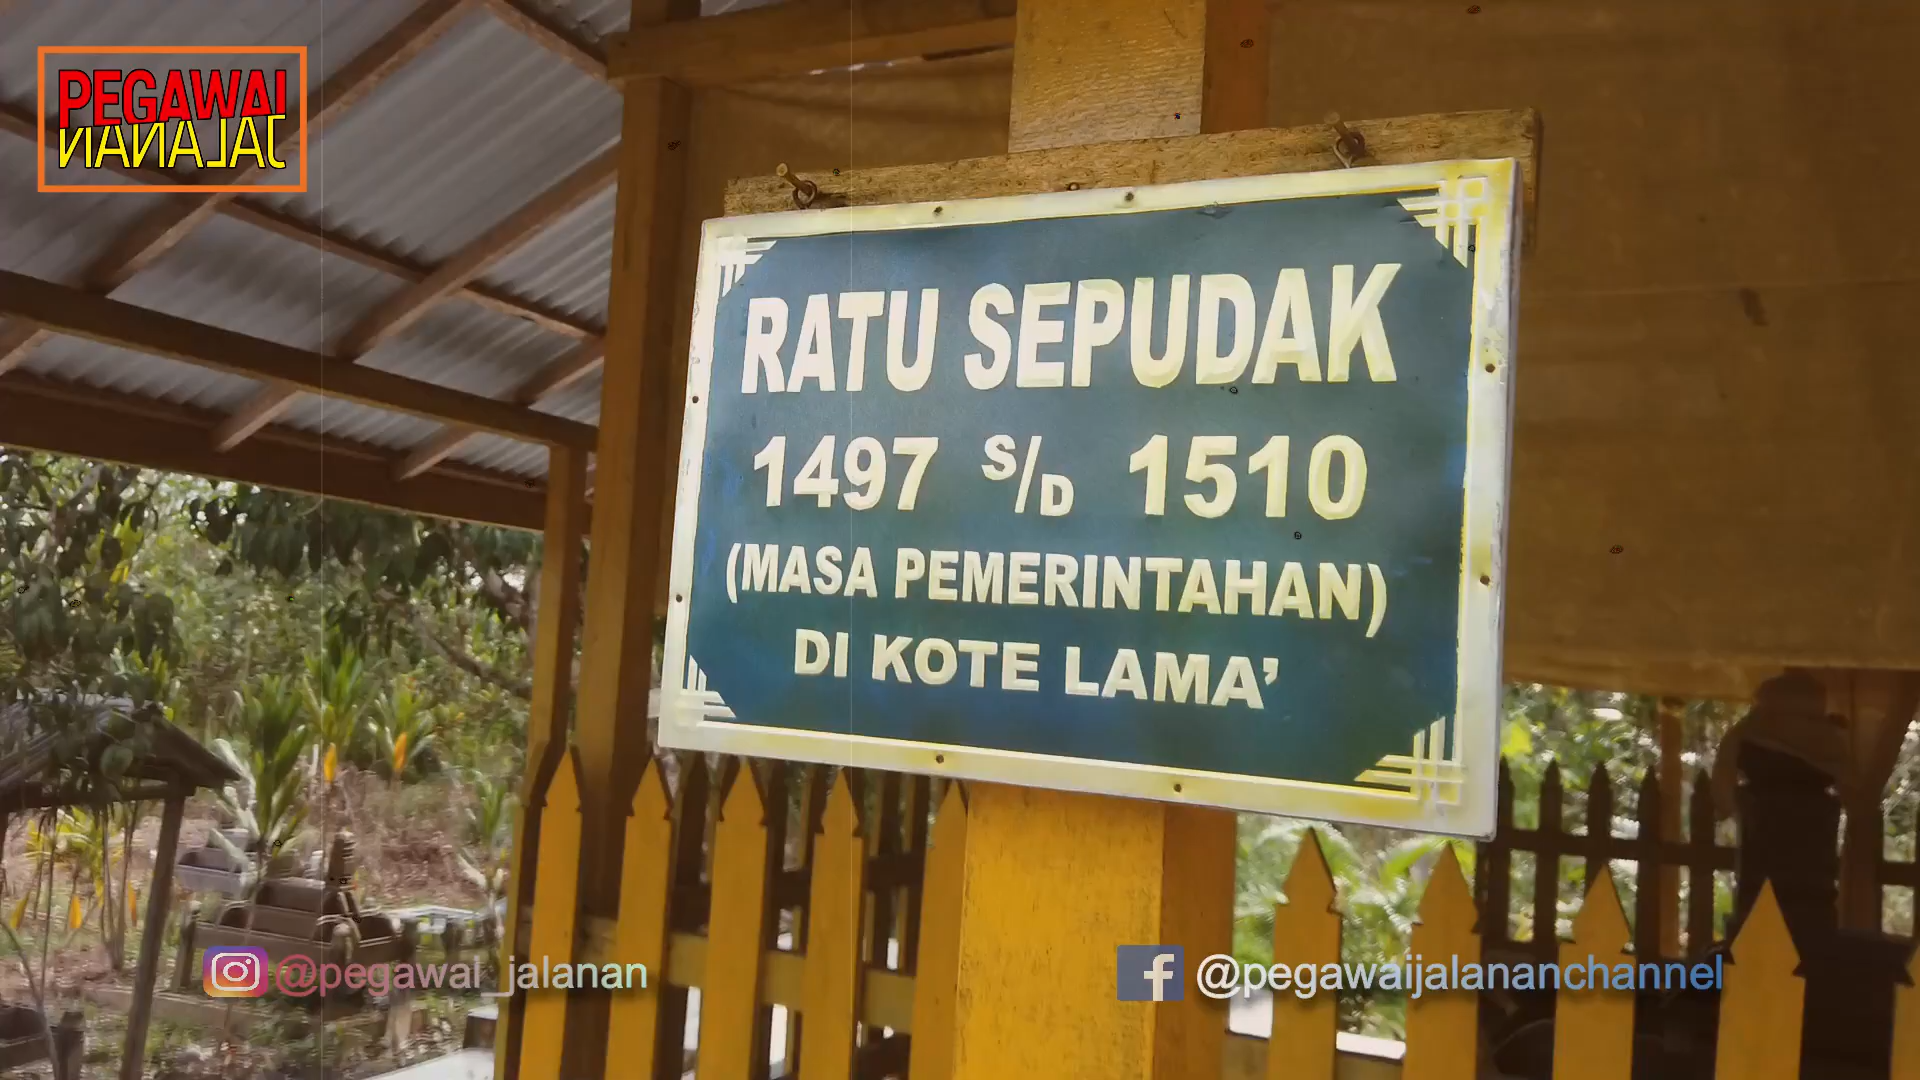 PEGAWAI
JALANAN
RATU SEPUDAK
1497 S/D 1510
(MASA PEMERINTAHAN)
DI KOTE LAMA'
@pegawai_jalanan
@pegawaijalananchannel